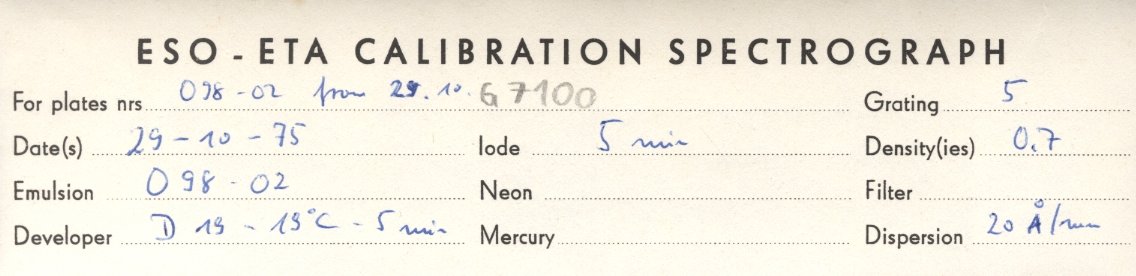 ESO - ETA CALIBRATION SPECTROGRAPH
For plates nrs 098-02 from 29.10. G7100 Grating 5
Date(s) 29-10-75 Iode 5 min Density(ies) 0.7
Emulsion 098-02 Neon Filter
Developer D 19 - 19°C - 5 min Mercury Dispersion 20 Å/mm